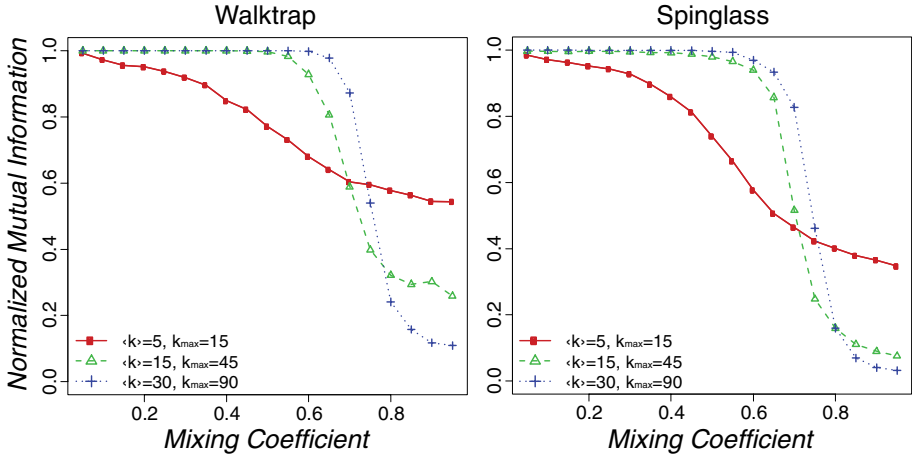 Walktrap
Spinglass
Normalized Mutual Information
1.0
0.8
0.6
0.4
0.2
0.0
‹k›=5, kmax=15
‹k›=15, kmax=45
‹k›=30, kmax=90
0.2 0.4 0.6 0.8
Mixing Coefficient
1.0
0.8
0.6
0.4
0.2
0.0
‹k›=5, kmax=15
‹k›=15, kmax=45
‹k›=30, kmax=90
0.2 0.4 0.6 0.8
Mixing Coefficient